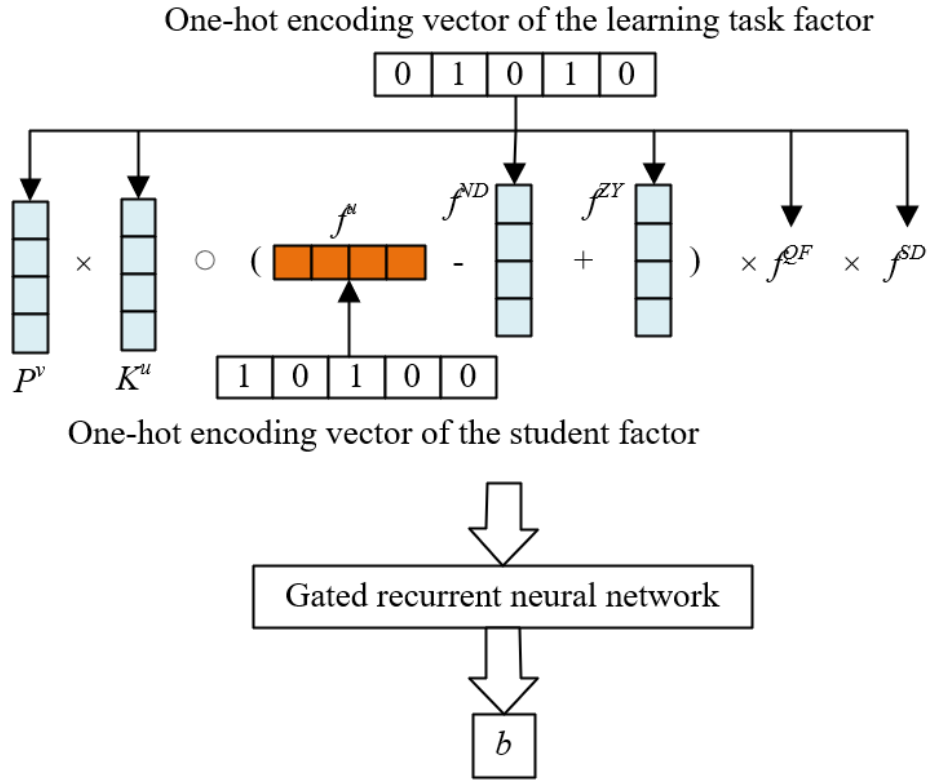 One-hot encoding vector of the learning task factor
0 1 0 1 0
P^v × K^u ○ ( f^u - f^ND + f^ZY ) × f^QF × f^SD
1 0 1 0 0
One-hot encoding vector of the student factor
Gated recurrent neural network
b